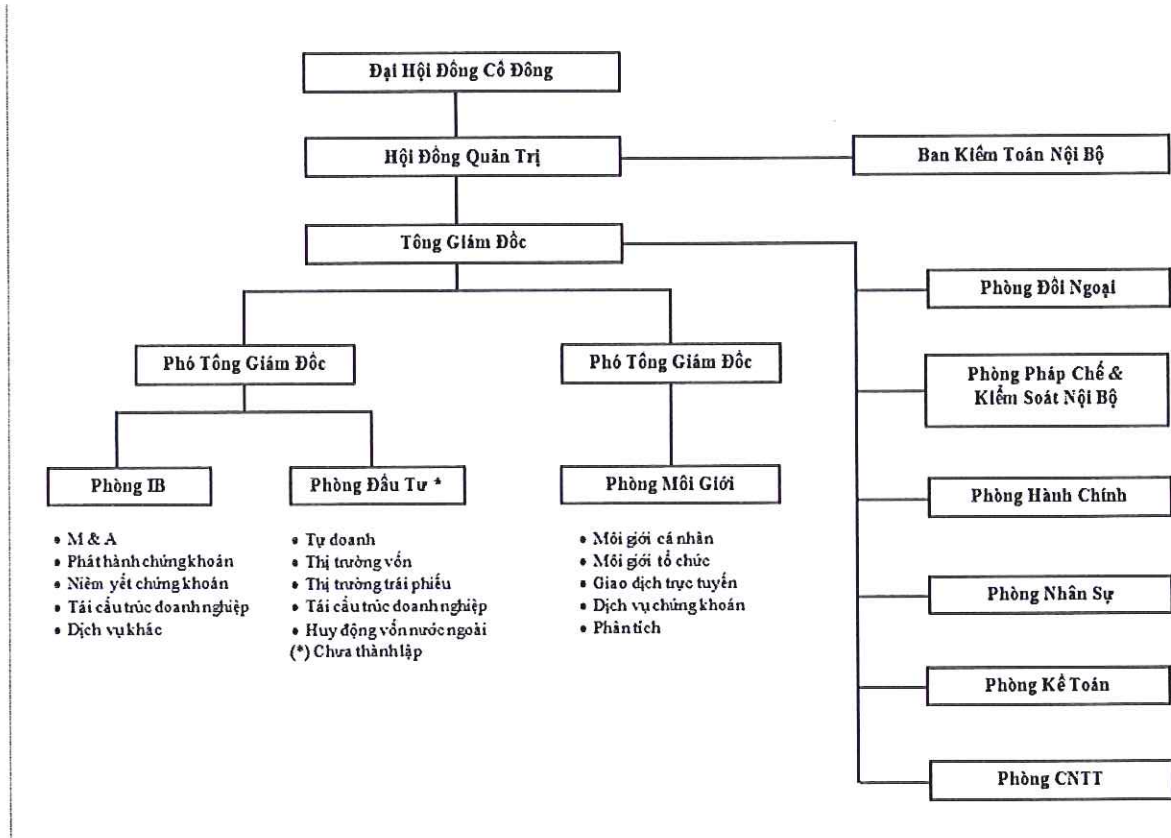 Đại Hội Đồng Cổ Đông
Hội Đồng Quản Trị
Ban Kiểm Toán Nội Bộ
Tổng Giám Đốc
Phòng Đối Ngoại
Phó Tổng Giám Đốc
Phó Tổng Giám Đốc
Phòng Pháp Chế &
Kiểm Soát Nội Bộ
Phòng IB
Phòng Đầu Tư *
Phòng Môi Giới
Phòng Hành Chính
• M & A
• Phát hành chứng khoán
• Niêm yết chứng khoán
• Tái cấu trúc doanh nghiệp
• Dịch vụ khác
• Tự doanh
• Thị trường vốn
• Thị trường trái phiếu
• Tái cấu trúc doanh nghiệp
• Huy động vốn nước ngoài
(*) Chưa thành lập
• Môi giới cá nhân
• Môi giới tổ chức
• Giao dịch trực tuyến
• Dịch vụ chứng khoán
• Phân tích
Phòng Nhân Sự
Phòng Kế Toán
Phòng CNTT